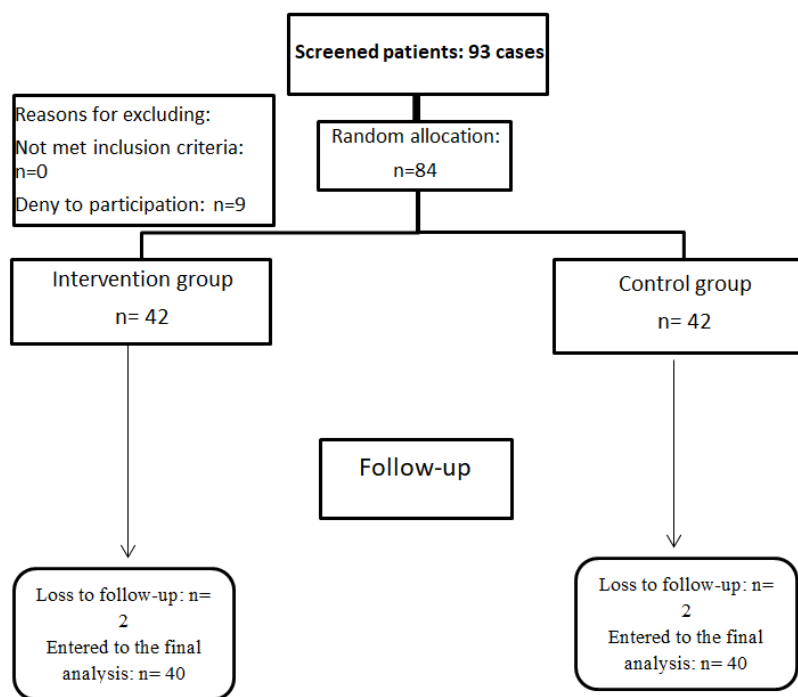 Screened patients: 93 cases
Reasons for excluding:
Not met inclusion criteria:
n=0
Deny to participation: n=9
Random allocation:
n=84
Intervention group
n= 42
Control group
n= 42
Follow-up
Loss to follow-up: n=
2
Entered to the final
analysis: n= 40
Loss to follow-up: n=
2
Entered to the final
analysis: n= 40